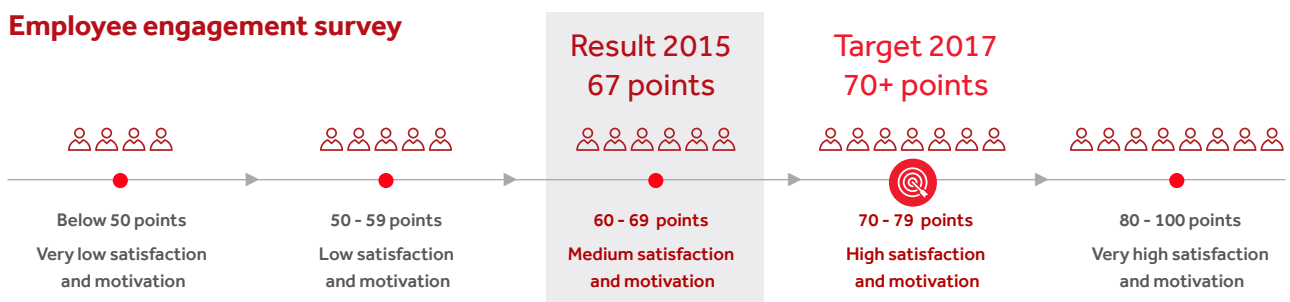 Employee engagement survey
Result 2015
67 points
Target 2017
70+ points
Below 50 points
Very low satisfaction
and motivation
50 - 59 points
Low satisfaction
and motivation
60 - 69 points
Medium satisfaction
and motivation
70 - 79 points
High satisfaction
and motivation
80 - 100 points
Very high satisfaction
and motivation